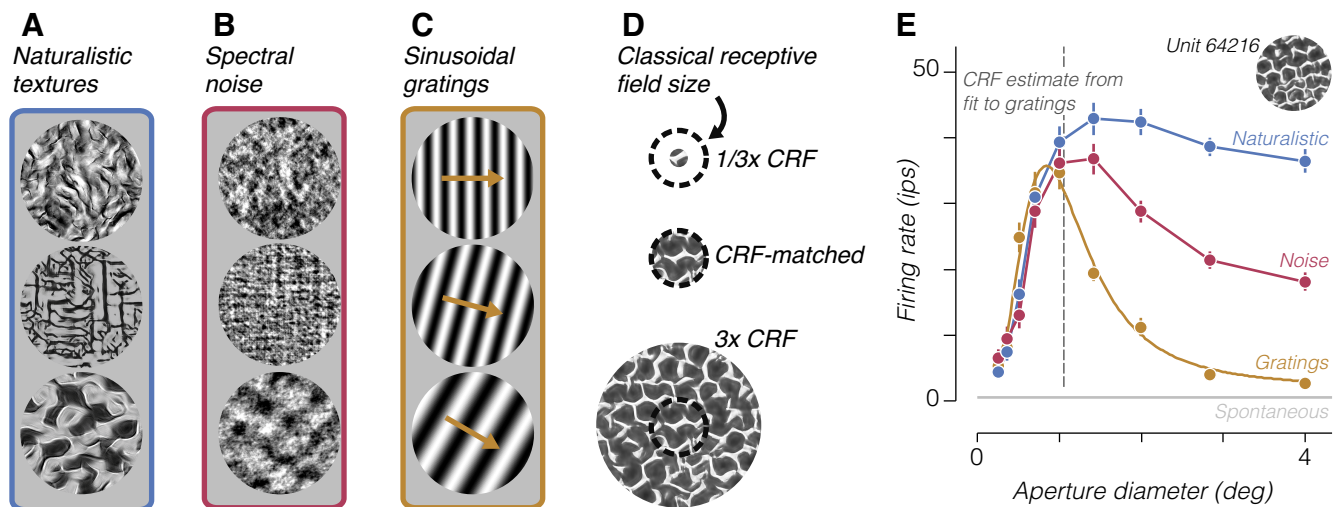 A
Naturalistic
textures
B
Spectral
noise
C
Sinusoidal
gratings
D
Classical receptive
field size
1/3x CRF
CRF-matched
3x CRF
E
Unit 64216
50
CRF estimate from
fit to gratings
Naturalistic
Noise
Gratings
Spontaneous
Firing rate (ips)
0
0
4
Aperture diameter (deg)